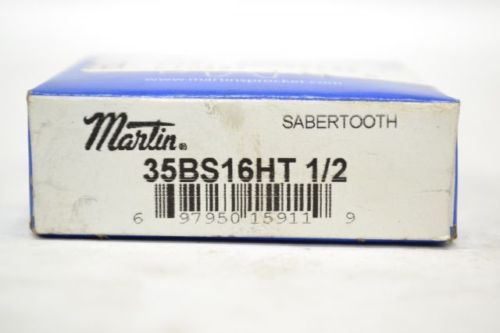 www.martinsprocket.com
Martin®
SABERTOOTH
35BS16HT 1/2
6 97950 15911 9